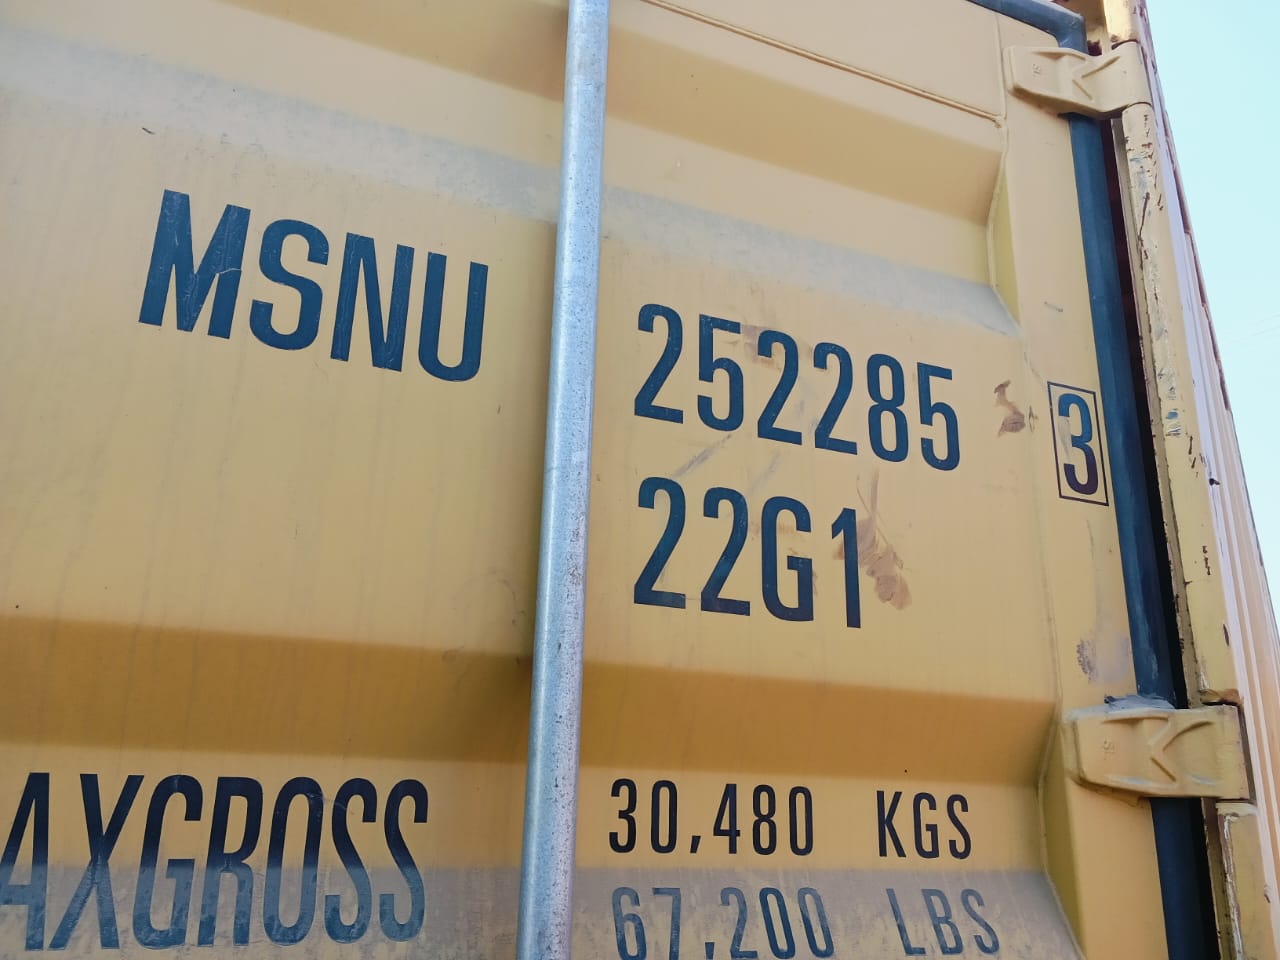 MSNU 252285 3
22G1
AXGROSS 30,480 KGS
67,200 LBS